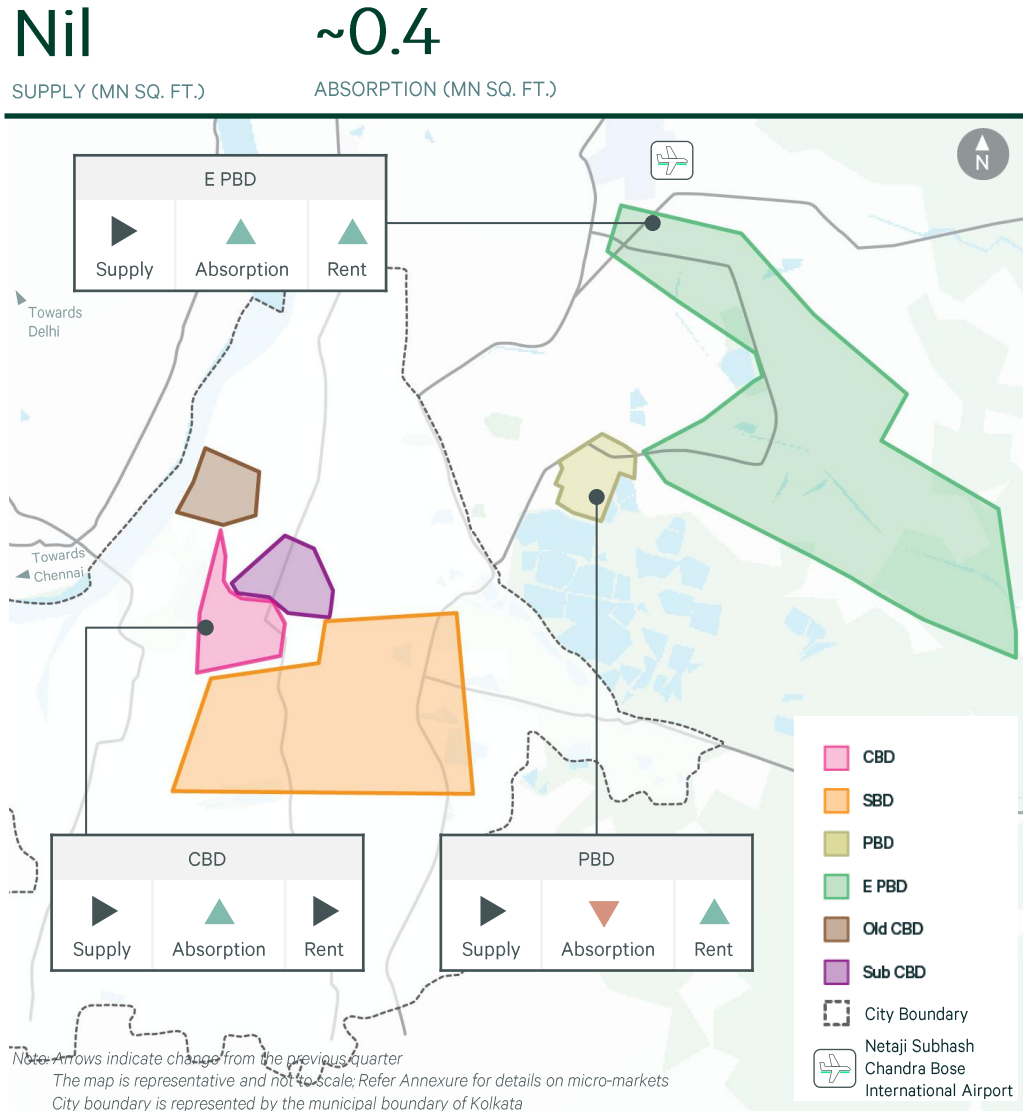 Nil
~0.4
SUPPLY (MN SQ. FT.)
ABSORPTION (MN SQ. FT.)
N
E PBD
Supply
Absorption
Rent
Towards
Delhi
Towards
Chennai
CBD
Supply
Absorption
Rent
PBD
Supply
Absorption
Rent
CBD
SBD
PBD
E PBD
Old CBD
Sub CBD
City Boundary
Netaji Subhash
Chandra Bose
International Airport
Note: Arrows indicate change from the previous quarter
The map is representative and not to scale; Refer Annexure for details on micro-markets
City boundary is represented by the municipal boundary of Kolkata